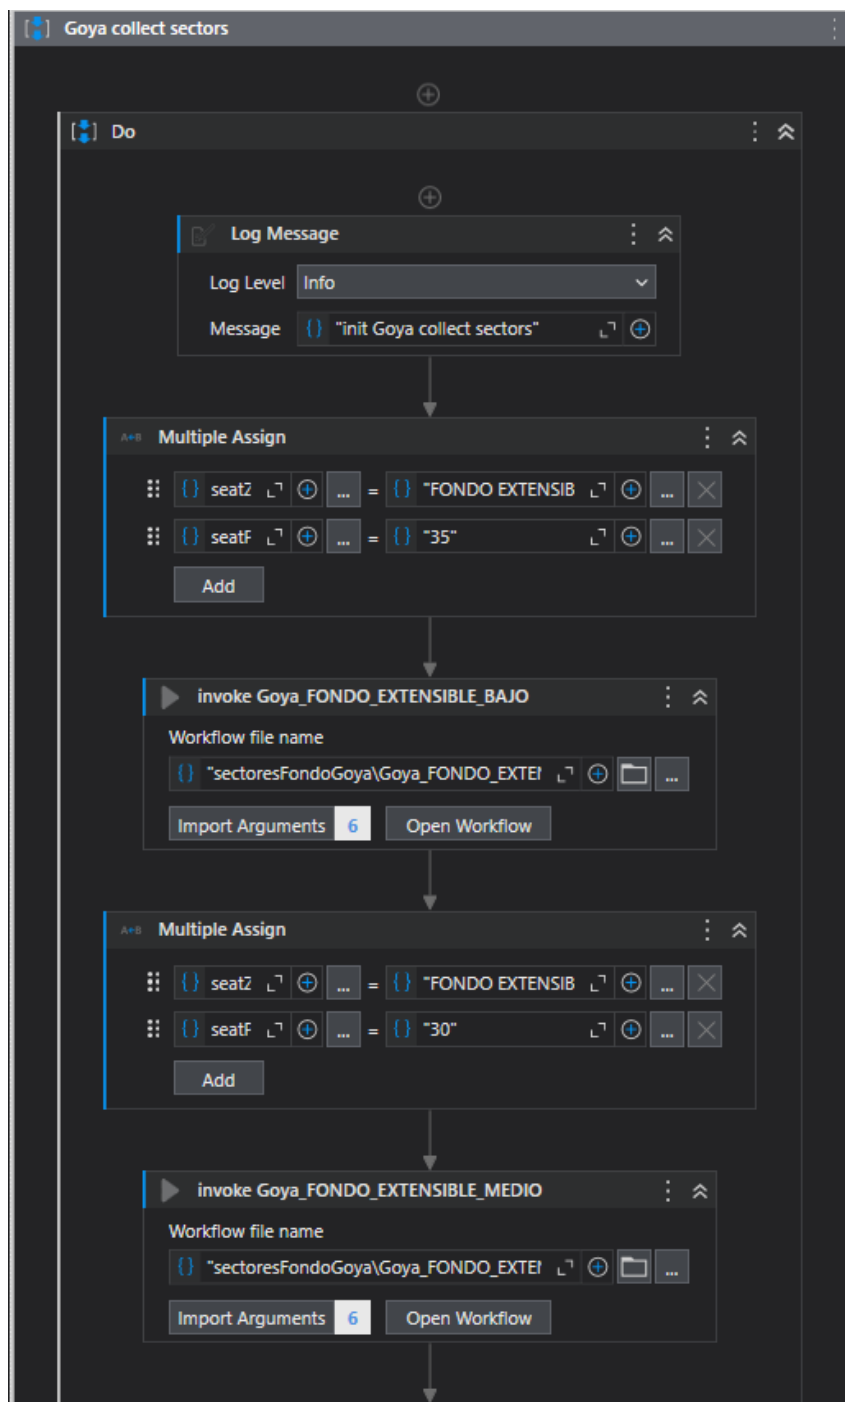 Goya collect sectors
Do
Log Message
Log Level Info
Message {} "init Goya collect sectors"
A←B Multiple Assign
{} seatZ ... = {} "FONDO EXTENSIB ...
{} seatF ... = {} "35" ...
Add
invoke Goya_FONDO_EXTENSIBLE_BAJO
Workflow file name
{} "sectoresFondoGoya\Goya_FONDO_EXTE ...
Import Arguments 6 Open Workflow
A←B Multiple Assign
{} seatZ ... = {} "FONDO EXTENSIB ...
{} seatF ... = {} "30" ...
Add
invoke Goya_FONDO_EXTENSIBLE_MEDIO
Workflow file name
{} "sectoresFondoGoya\Goya_FONDO_EXTE ...
Import Arguments 6 Open Workflow